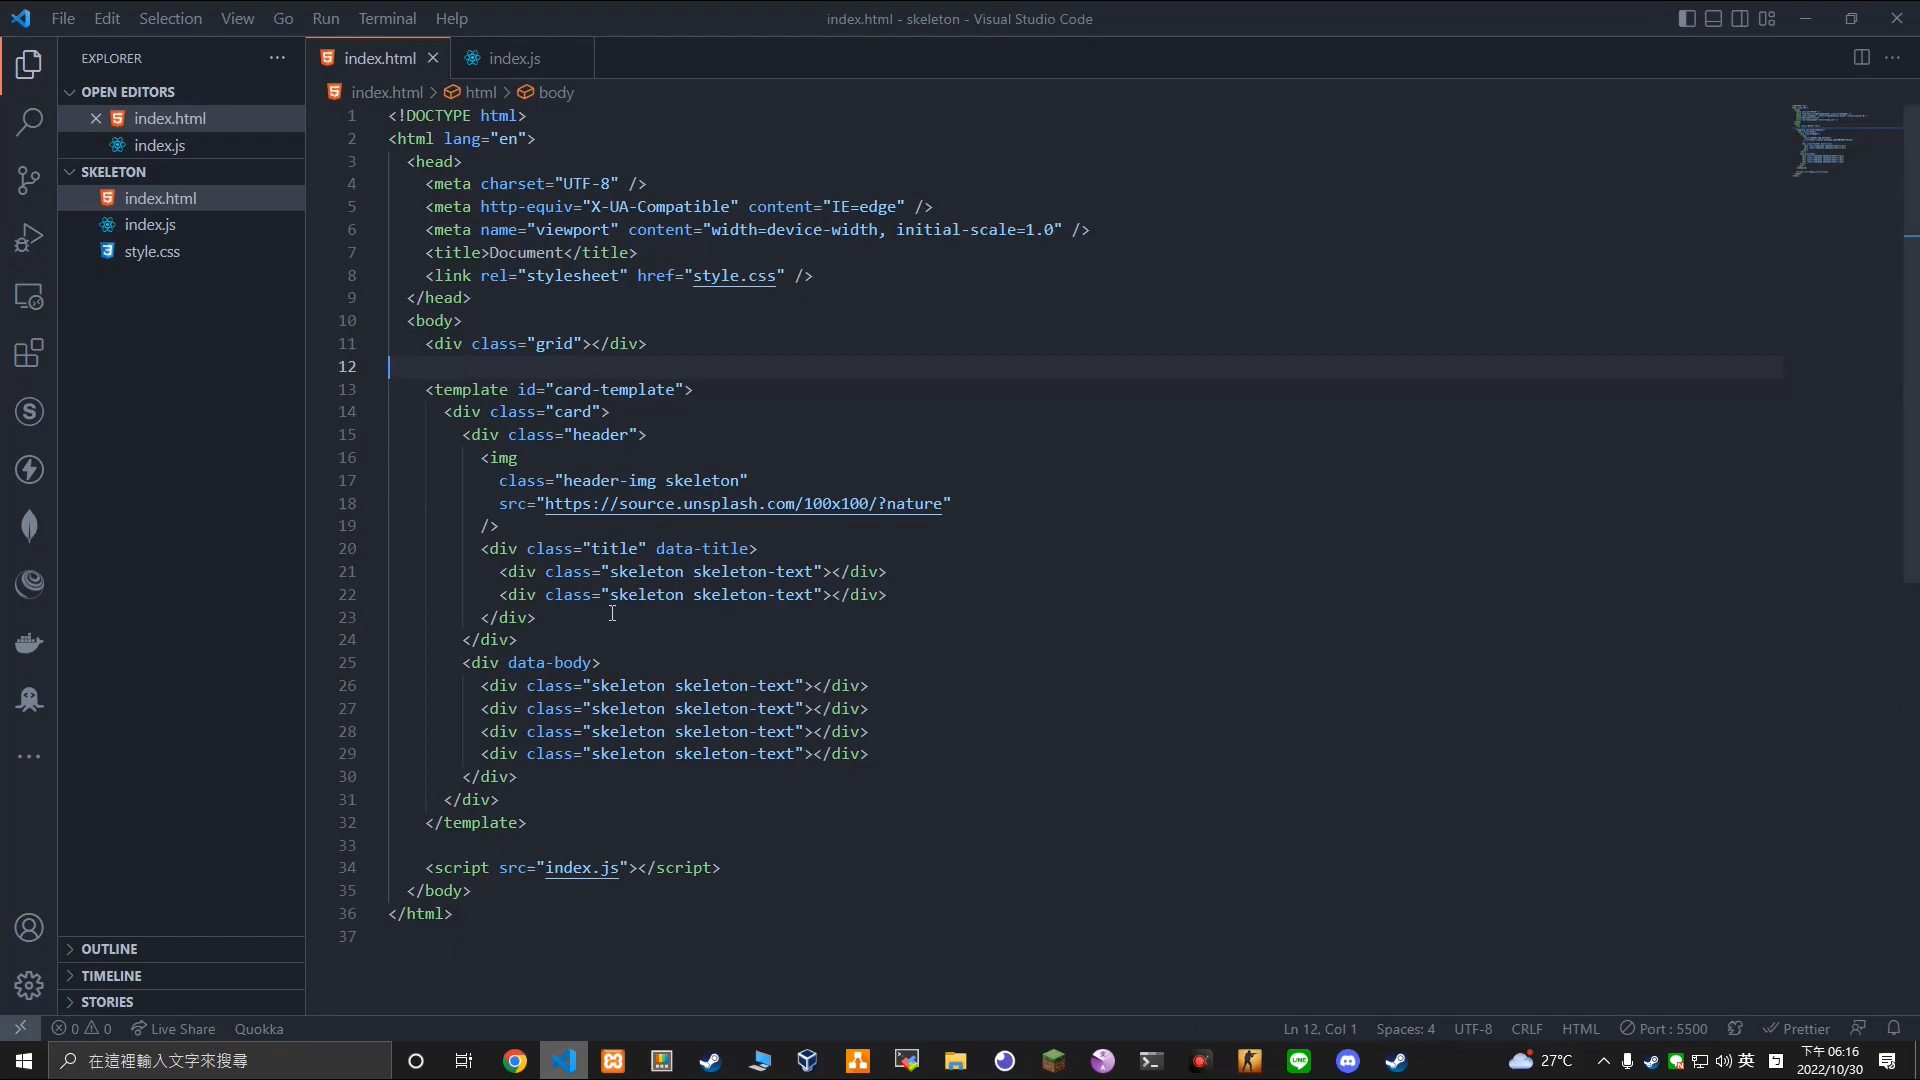 File Edit Selection View Go Run Terminal Help
index.html - skeleton - Visual Studio Code
EXPLORER
OPEN EDITORS
index.html
index.js
SKELETON
index.html
index.js
style.css
OUTLINE
TIMELINE
STORIES
index.html
index.js
index.html > html > body
1 <!DOCTYPE html>
2 <html lang="en">
3 <head>
4 <meta charset="UTF-8" />
5 <meta http-equiv="X-UA-Compatible" content="IE=edge" />
6 <meta name="viewport" content="width=device-width, initial-scale=1.0" />
7 <title>Document</title>
8 <link rel="stylesheet" href="style.css" />
9 </head>
10 <body>
11 <div class="grid"></div>
12
13 <template id="card-template">
14 <div class="card">
15 <div class="header">
16 <img
17 class="header-img skeleton"
18 src="https://source.unsplash.com/100x100/?nature"
19 />
20 <div class="title" data-title>
21 <div class="skeleton skeleton-text"></div>
22 <div class="skeleton skeleton-text"></div>
23 </div>
24 </div>
25 <div data-body>
26 <div class="skeleton skeleton-text"></div>
27 <div class="skeleton skeleton-text"></div>
28 <div class="skeleton skeleton-text"></div>
29 <div class="skeleton skeleton-text"></div>
30 </div>
31 </div>
32 </template>
33
34 <script src="index.js"></script>
35 </body>
36 </html>
37
0 0 Live Share Quokka
Ln 12, Col 1 Spaces: 4 UTF-8 CRLF HTML Port : 5500 Prettier
在這裡輸入文字來搜尋
27°C
英
下午 06:16
2022/10/30